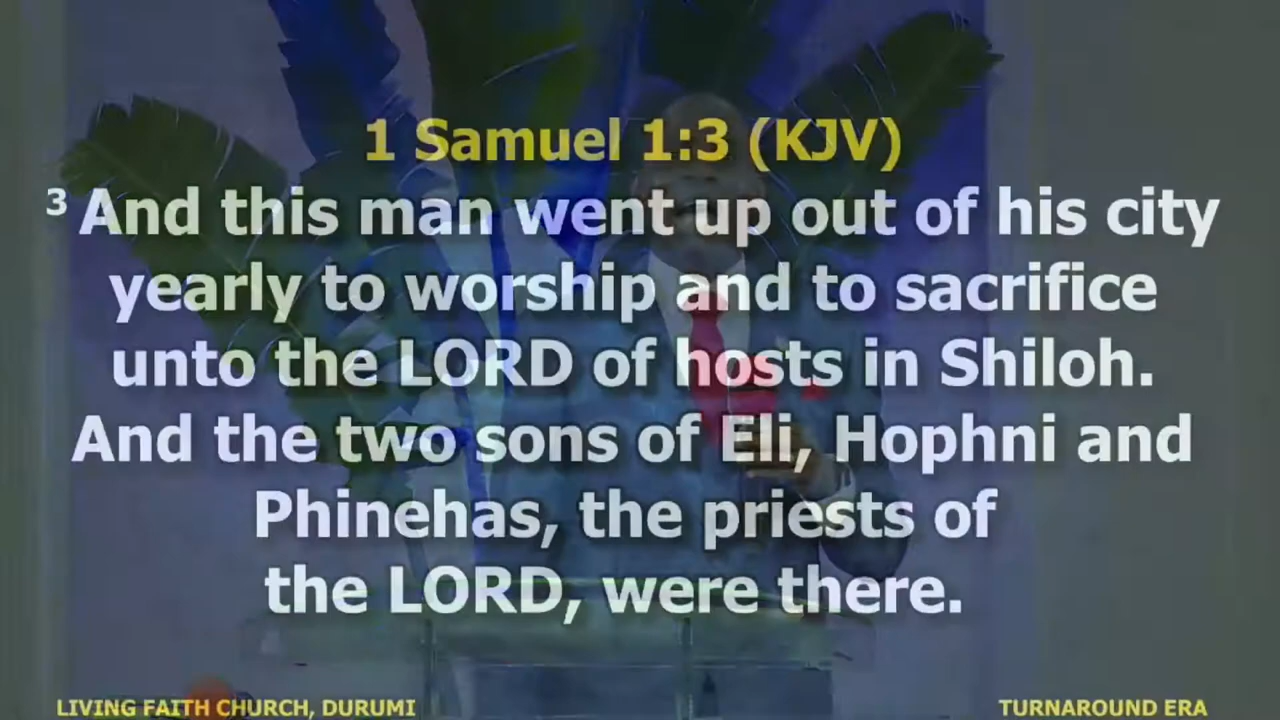 1 Samuel 1:3 (KJV)
3 And this man went up out of his city
yearly to worship and to sacrifice
unto the LORD of hosts in Shiloh.
And the two sons of Eli, Hophni and
Phinehas, the priests of
the LORD, were there.
LIVING FAITH CHURCH, DURUMI
TURNAROUND ERA